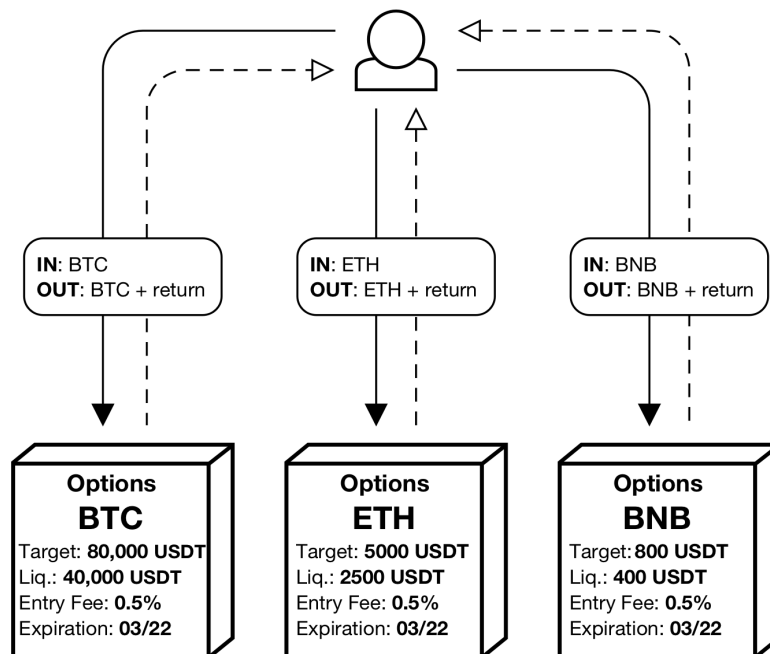 IN: BTC
OUT: BTC + return
IN: ETH
OUT: ETH + return
IN: BNB
OUT: BNB + return
Options
BTC
Target: 80,000 USDT
Liq.: 40,000 USDT
Entry Fee: 0.5%
Expiration: 03/22
Options
ETH
Target: 5000 USDT
Liq.: 2500 USDT
Entry Fee: 0.5%
Expiration: 03/22
Options
BNB
Target: 800 USDT
Liq.: 400 USDT
Entry Fee: 0.5%
Expiration: 03/22